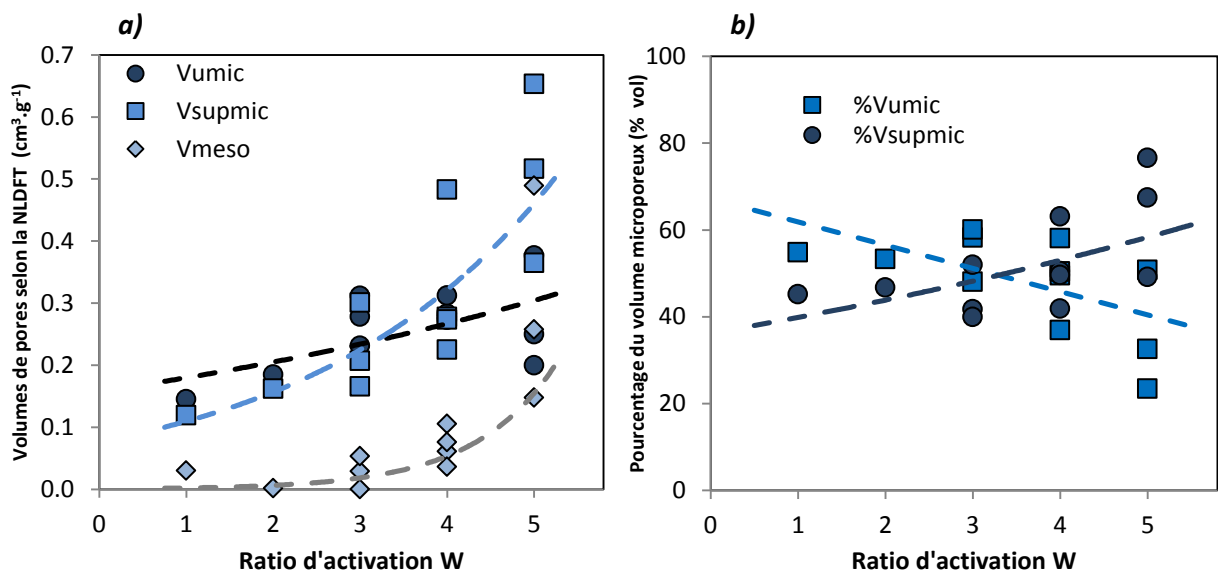 a)
Volumes de pores selon la NLDFT (cm³.g⁻¹)
0.7
0.6
0.5
0.4
0.3
0.2
0.1
0.0
Vumic
Vsupmic
Vmeso
0 1 2 3 4 5
Ratio d'activation W
b)
Pourcentage du volume microporeux (% vol)
100
80
60
40
20
0
%Vumic
%Vsupmic
0 1 2 3 4 5
Ratio d'activation W